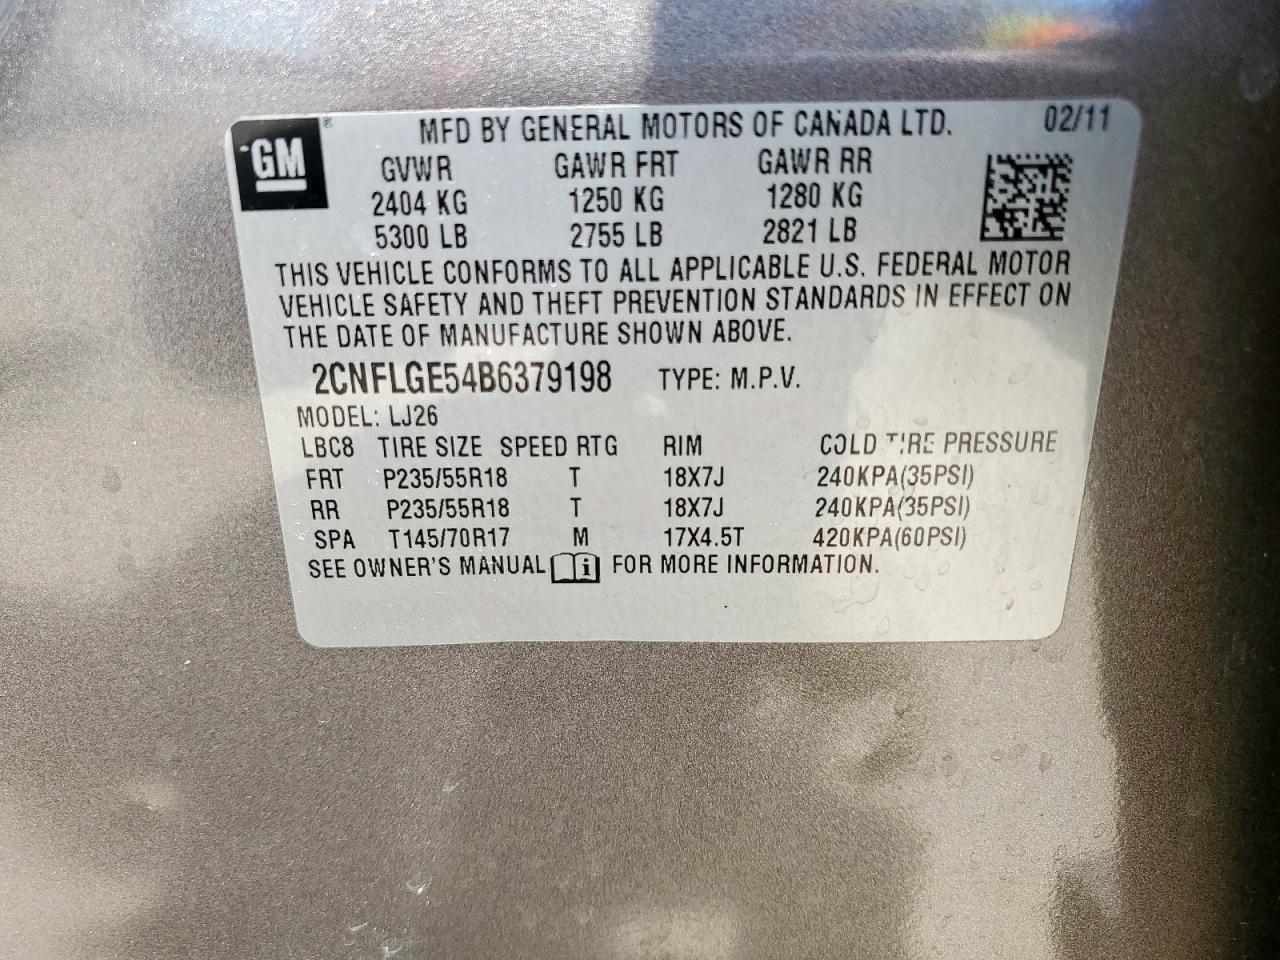 GM ® MFD BY GENERAL MOTORS OF CANADA LTD. 02/11
GVWR GAWR FRT GAWR RR
2404 KG 1250 KG 1280 KG
5300 LB 2755 LB 2821 LB
THIS VEHICLE CONFORMS TO ALL APPLICABLE U.S. FEDERAL MOTOR
VEHICLE SAFETY AND THEFT PREVENTION STANDARDS IN EFFECT ON
THE DATE OF MANUFACTURE SHOWN ABOVE.
2CNFLGE54B6379198 TYPE: M.P.V.
MODEL: LJ26
LBC8 TIRE SIZE SPEED RTG RIM COLD TIRE PRESSURE
FRT P235/55R18 T 18X7J 240KPA(35PSI)
RR P235/55R18 T 18X7J 240KPA(35PSI)
SPA T145/70R17 M 17X4.5T 420KPA(60PSI)
SEE OWNER'S MANUAL i FOR MORE INFORMATION.